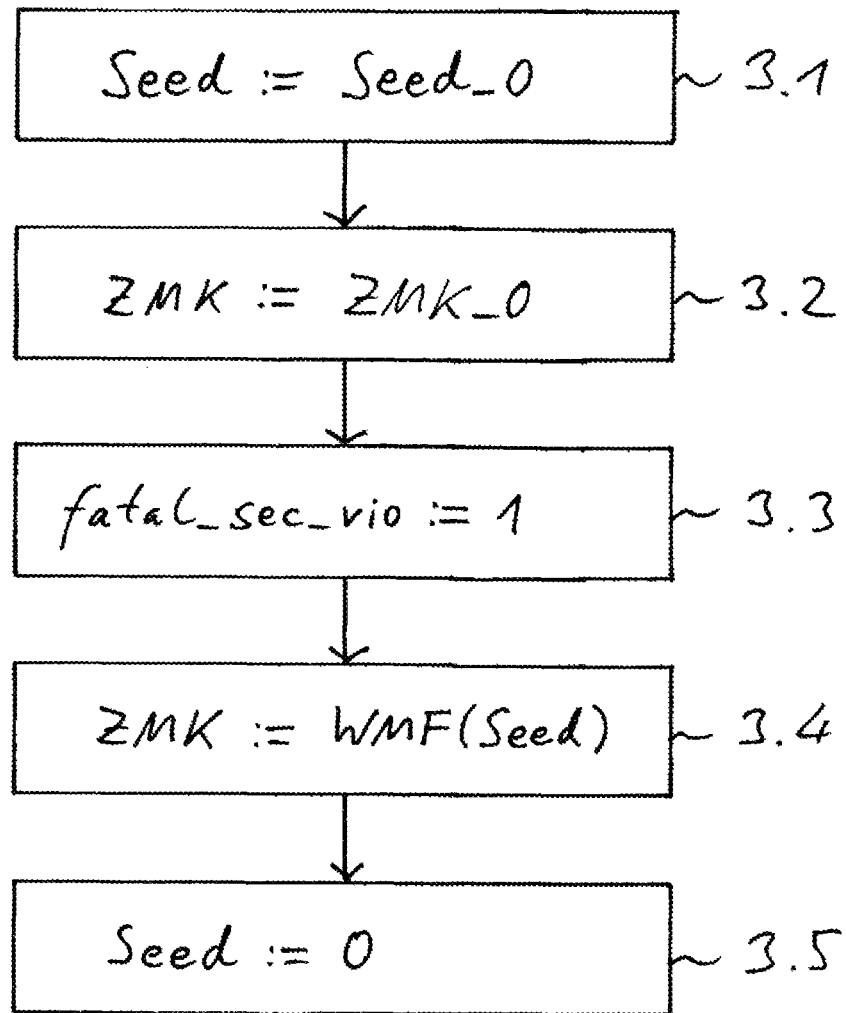 Seed := Seed_0 ~ 3.1
ZMK := ZMK_0 ~ 3.2
fatal_sec_vio := 1 ~ 3.3
ZMK := WMF(Seed) ~ 3.4
Seed := 0 ~ 3.5